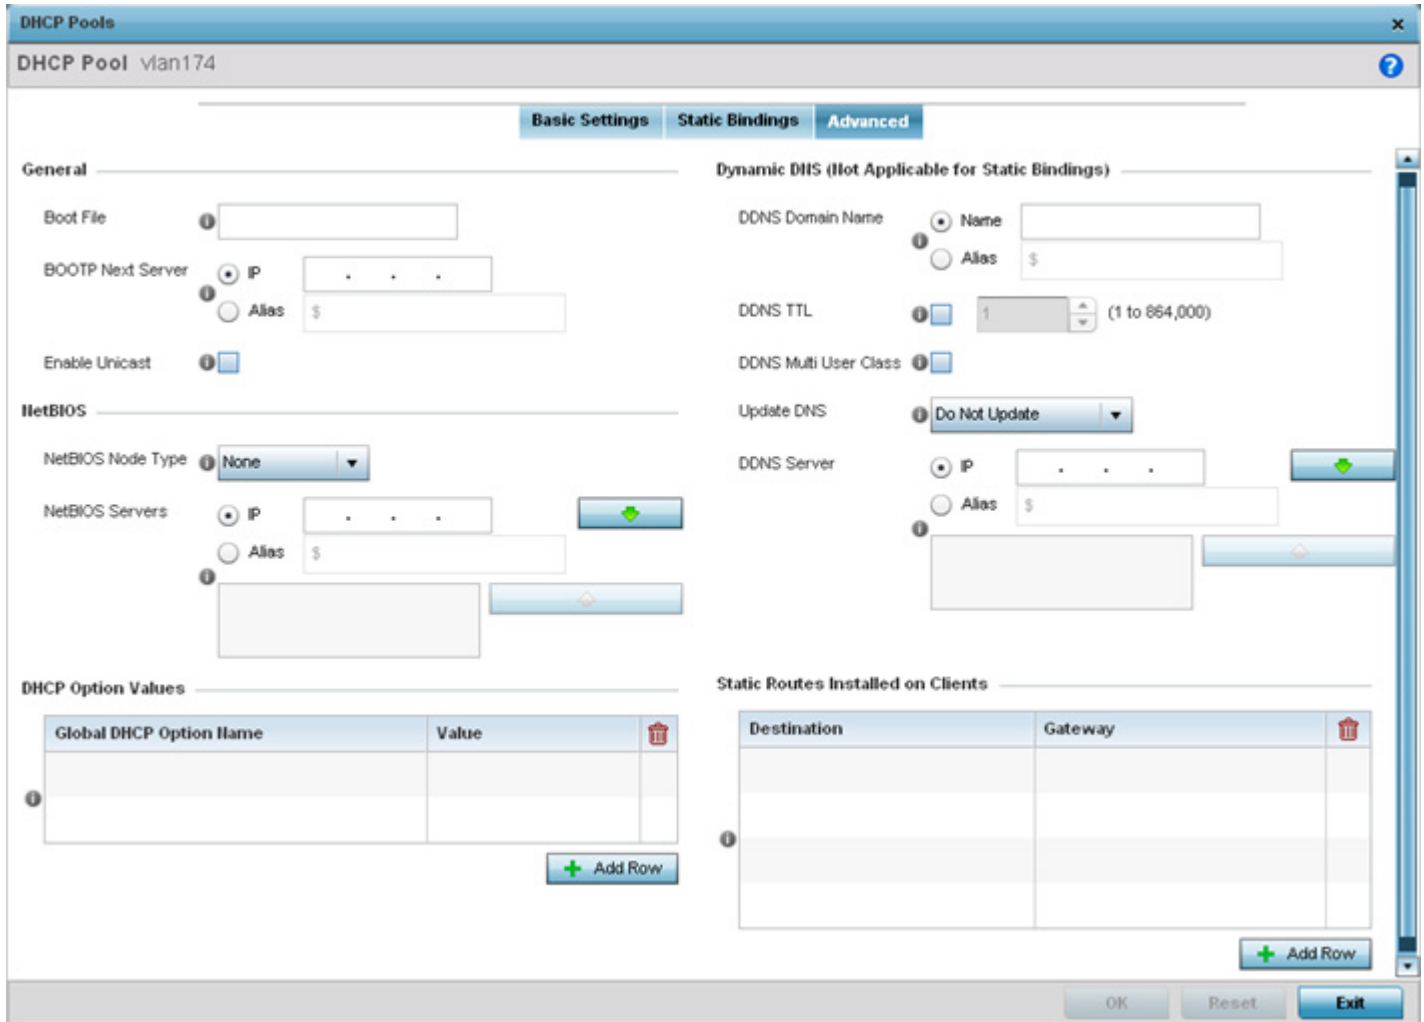 DHCP Pools
DHCP Pool vlan174
Basic Settings
Static Bindings
Advanced
General
Boot File
BOOTP Next Server
IP
. . .
Alias
$
Enable Unicast
NetBIOS
NetBIOS Node Type
None
NetBIOS Servers
IP
. . .
Alias
$
DHCP Option Values
Global DHCP Option Name
Value
Add Row
Dynamic DNS (Not Applicable for Static Bindings)
DDNS Domain Name
Name
Alias
$
DDNS TTL
1
(1 to 864,000)
DDNS Multi User Class
Update DNS
Do Not Update
DDNS Server
IP
. . .
Alias
$
Static Routes Installed on Clients
Destination
Gateway
Add Row
OK
Reset
Exit